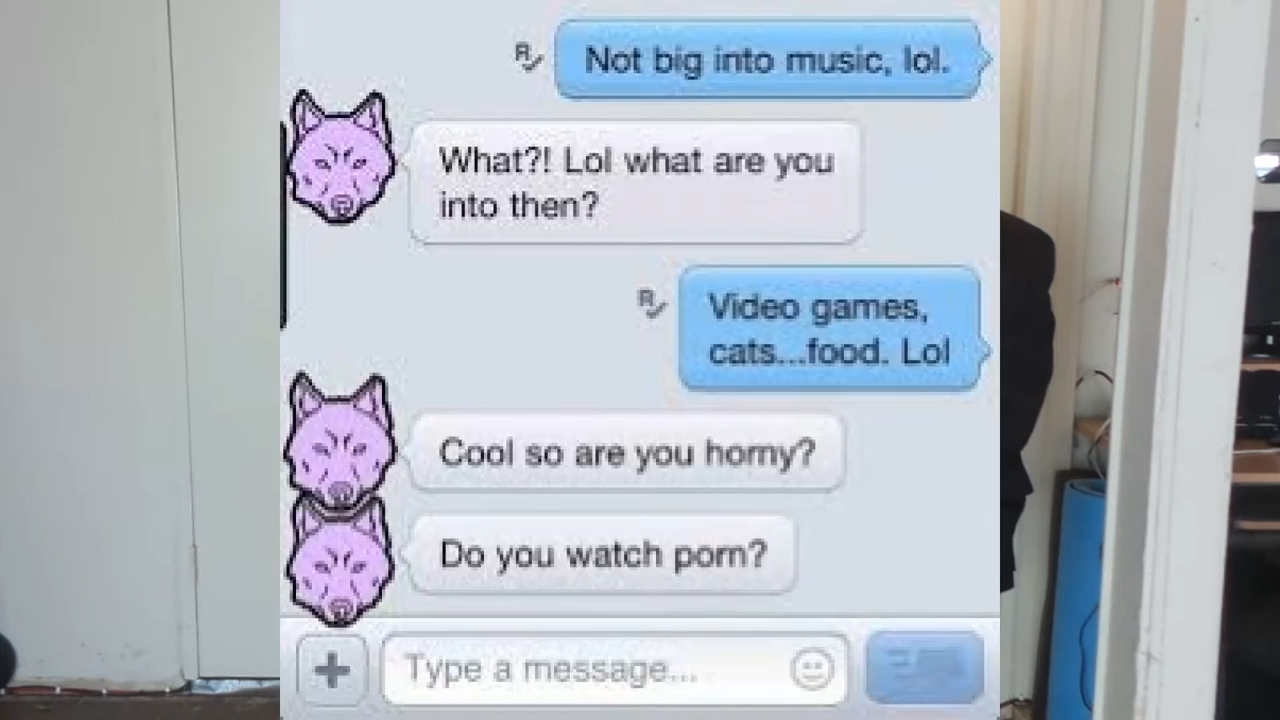 Not big into music, lol.
What?! Lol what are you
into then?
Video games,
cats...food. Lol
Cool so are you horny?
Do you watch porn?
Type a message...